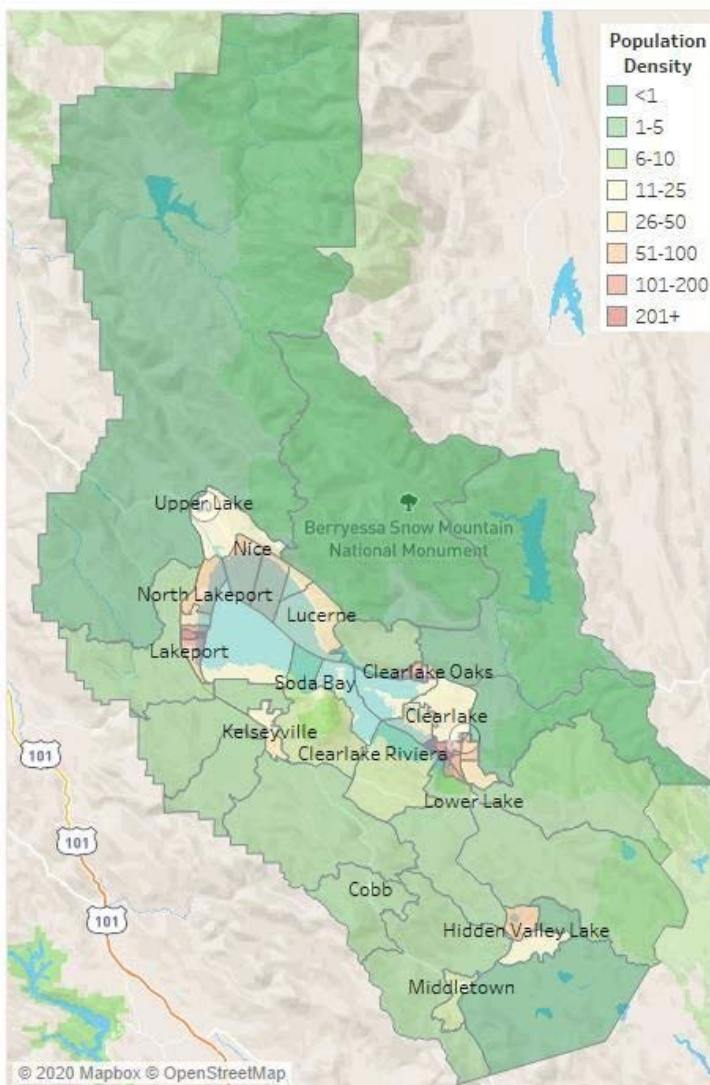 Population
Density
<1
1-5
6-10
11-25
26-50
51-100
101-200
201+
Upper Lake
Berryessa Snow Mountain
National Monument
Nice
North Lakeport
Lucerne
Lakeport
Clearlake Oaks
Soda Bay
Clearlake
Kelseyville
Clearlake Riviera
101
Lower Lake
101
Cobb
101
Hidden Valley Lake
Middletown
© 2020 Mapbox © OpenStreetMap